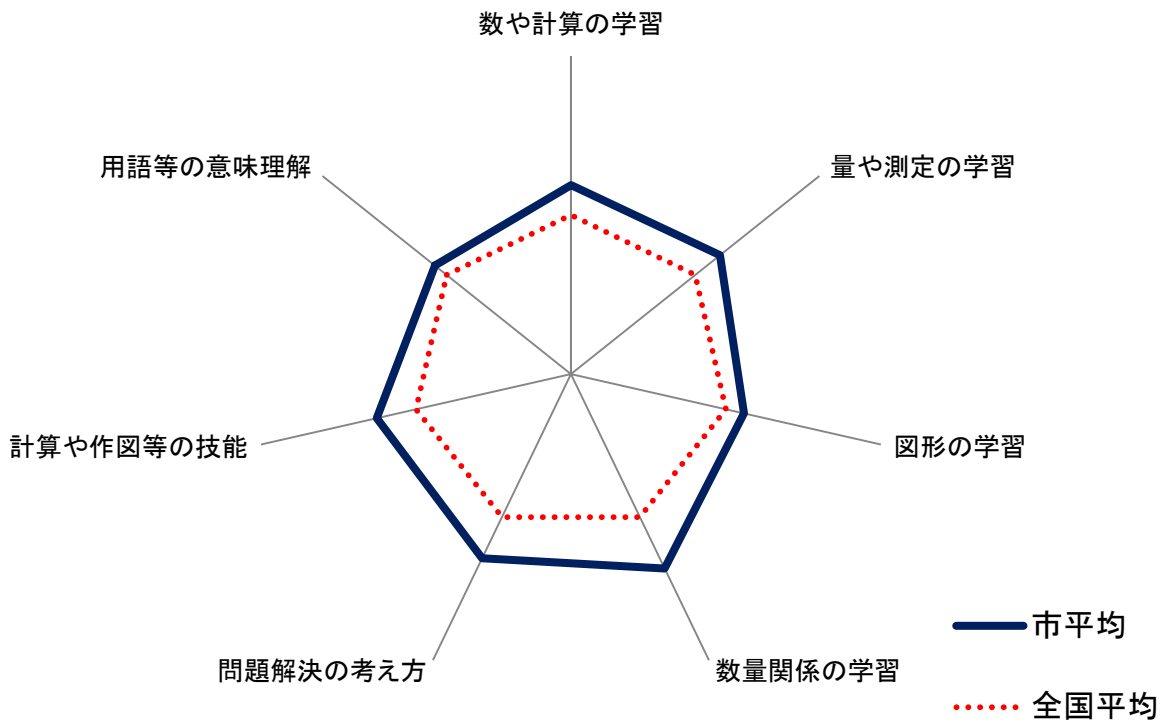 数や計算の学習
用語等の意味理解
量や測定の学習
計算や作図等の技能
図形の学習
問題解決の考え方
数量関係の学習
市平均
全国平均